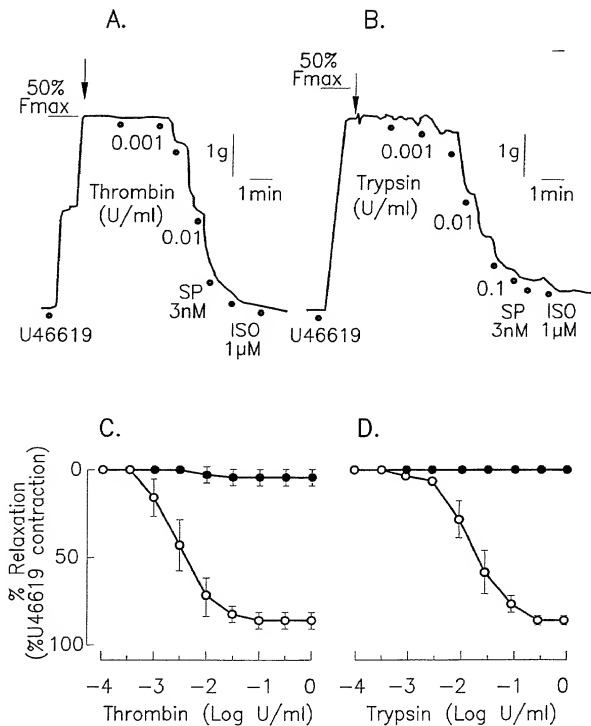 A.
50%
Fmax
0.001
Thrombin
(U/ml)
0.01
SP
3nM
ISO
1μM
U46619
1g
1min
B.
50%
Fmax
0.001
Trypsin
(U/ml)
0.01
0.1
SP
3nM
ISO
1μM
U46619
1g
1min
C.
% Relaxation
(%U46619 contraction)
0
50
100
−4 −3 −2 −1 0
Thrombin (Log U/ml)
D.
−4 −3 −2 −1 0
Trypsin (Log U/ml)